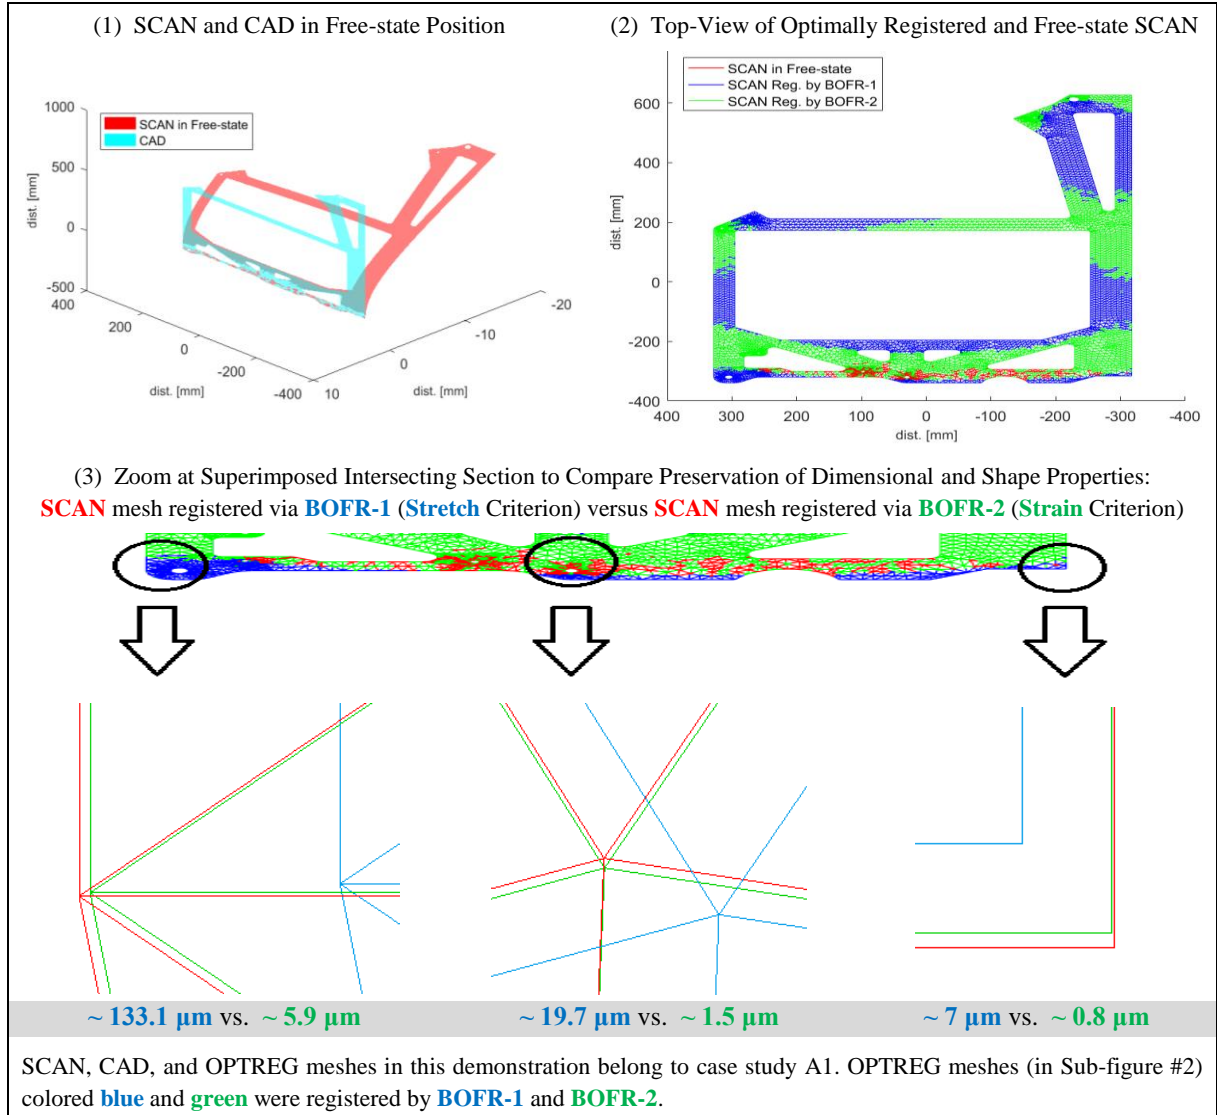 (1) SCAN and CAD in Free-state Position
(2) Top-View of Optimally Registered and Free-state SCAN
1000
500
0
-500
dist. [mm]
SCAN in Free-state
CAD
400
200
0
-200
-400
dist. [mm]
10
0
-10
-20
dist. [mm]
SCAN in Free-state
SCAN Reg. by BOFR-1
SCAN Reg. by BOFR-2
600
400
200
0
-200
-400
dist. [mm]
400 300 200 100 0 -100 -200 -300 -400
dist. [mm]
(3) Zoom at Superimposed Intersecting Section to Compare Preservation of Dimensional and Shape Properties:
SCAN mesh registered via BOFR-1 (Stretch Criterion) versus SCAN mesh registered via BOFR-2 (Strain Criterion)
~ 133.1 µm vs. ~ 5.9 µm
~ 19.7 µm vs. ~ 1.5 µm
~ 7 µm vs. ~ 0.8 µm
SCAN, CAD, and OPTREG meshes in this demonstration belong to case study A1. OPTREG meshes (in Sub-figure #2)
colored blue and green were registered by BOFR-1 and BOFR-2.